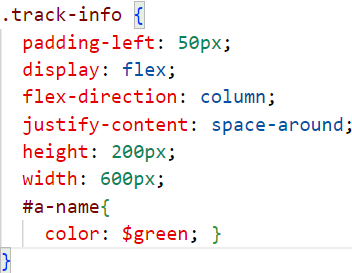 .track-info {
padding-left: 50px;
display: flex;
flex-direction: column;
justify-content: space-around;
height: 200px;
width: 600px;
#a-name{
color: $green; }
}